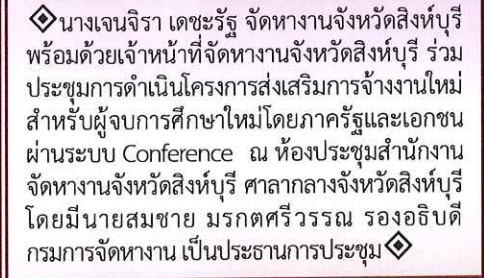 ◈นางเจนจิรา เดชะรัฐ จัดหางานจังหวัดสิงห์บุรี
พร้อมด้วยเจ้าหน้าที่จัดหางานจังหวัดสิงห์บุรี ร่วม
ประชุมการดำเนินโครงการส่งเสริมการจ้างงานใหม่
สำหรับผู้จบการศึกษาใหม่โดยภาครัฐและเอกชน
ผ่านระบบ Conference ณ ห้องประชุมสำนักงาน
จัดหางานจังหวัดสิงห์บุรี ศาลากลางจังหวัดสิงห์บุรี
โดยมีนายสมชาย มรกตศรีวรรณ รองอธิบดี
กรมการจัดหางาน เป็นประธานการประชุม◈